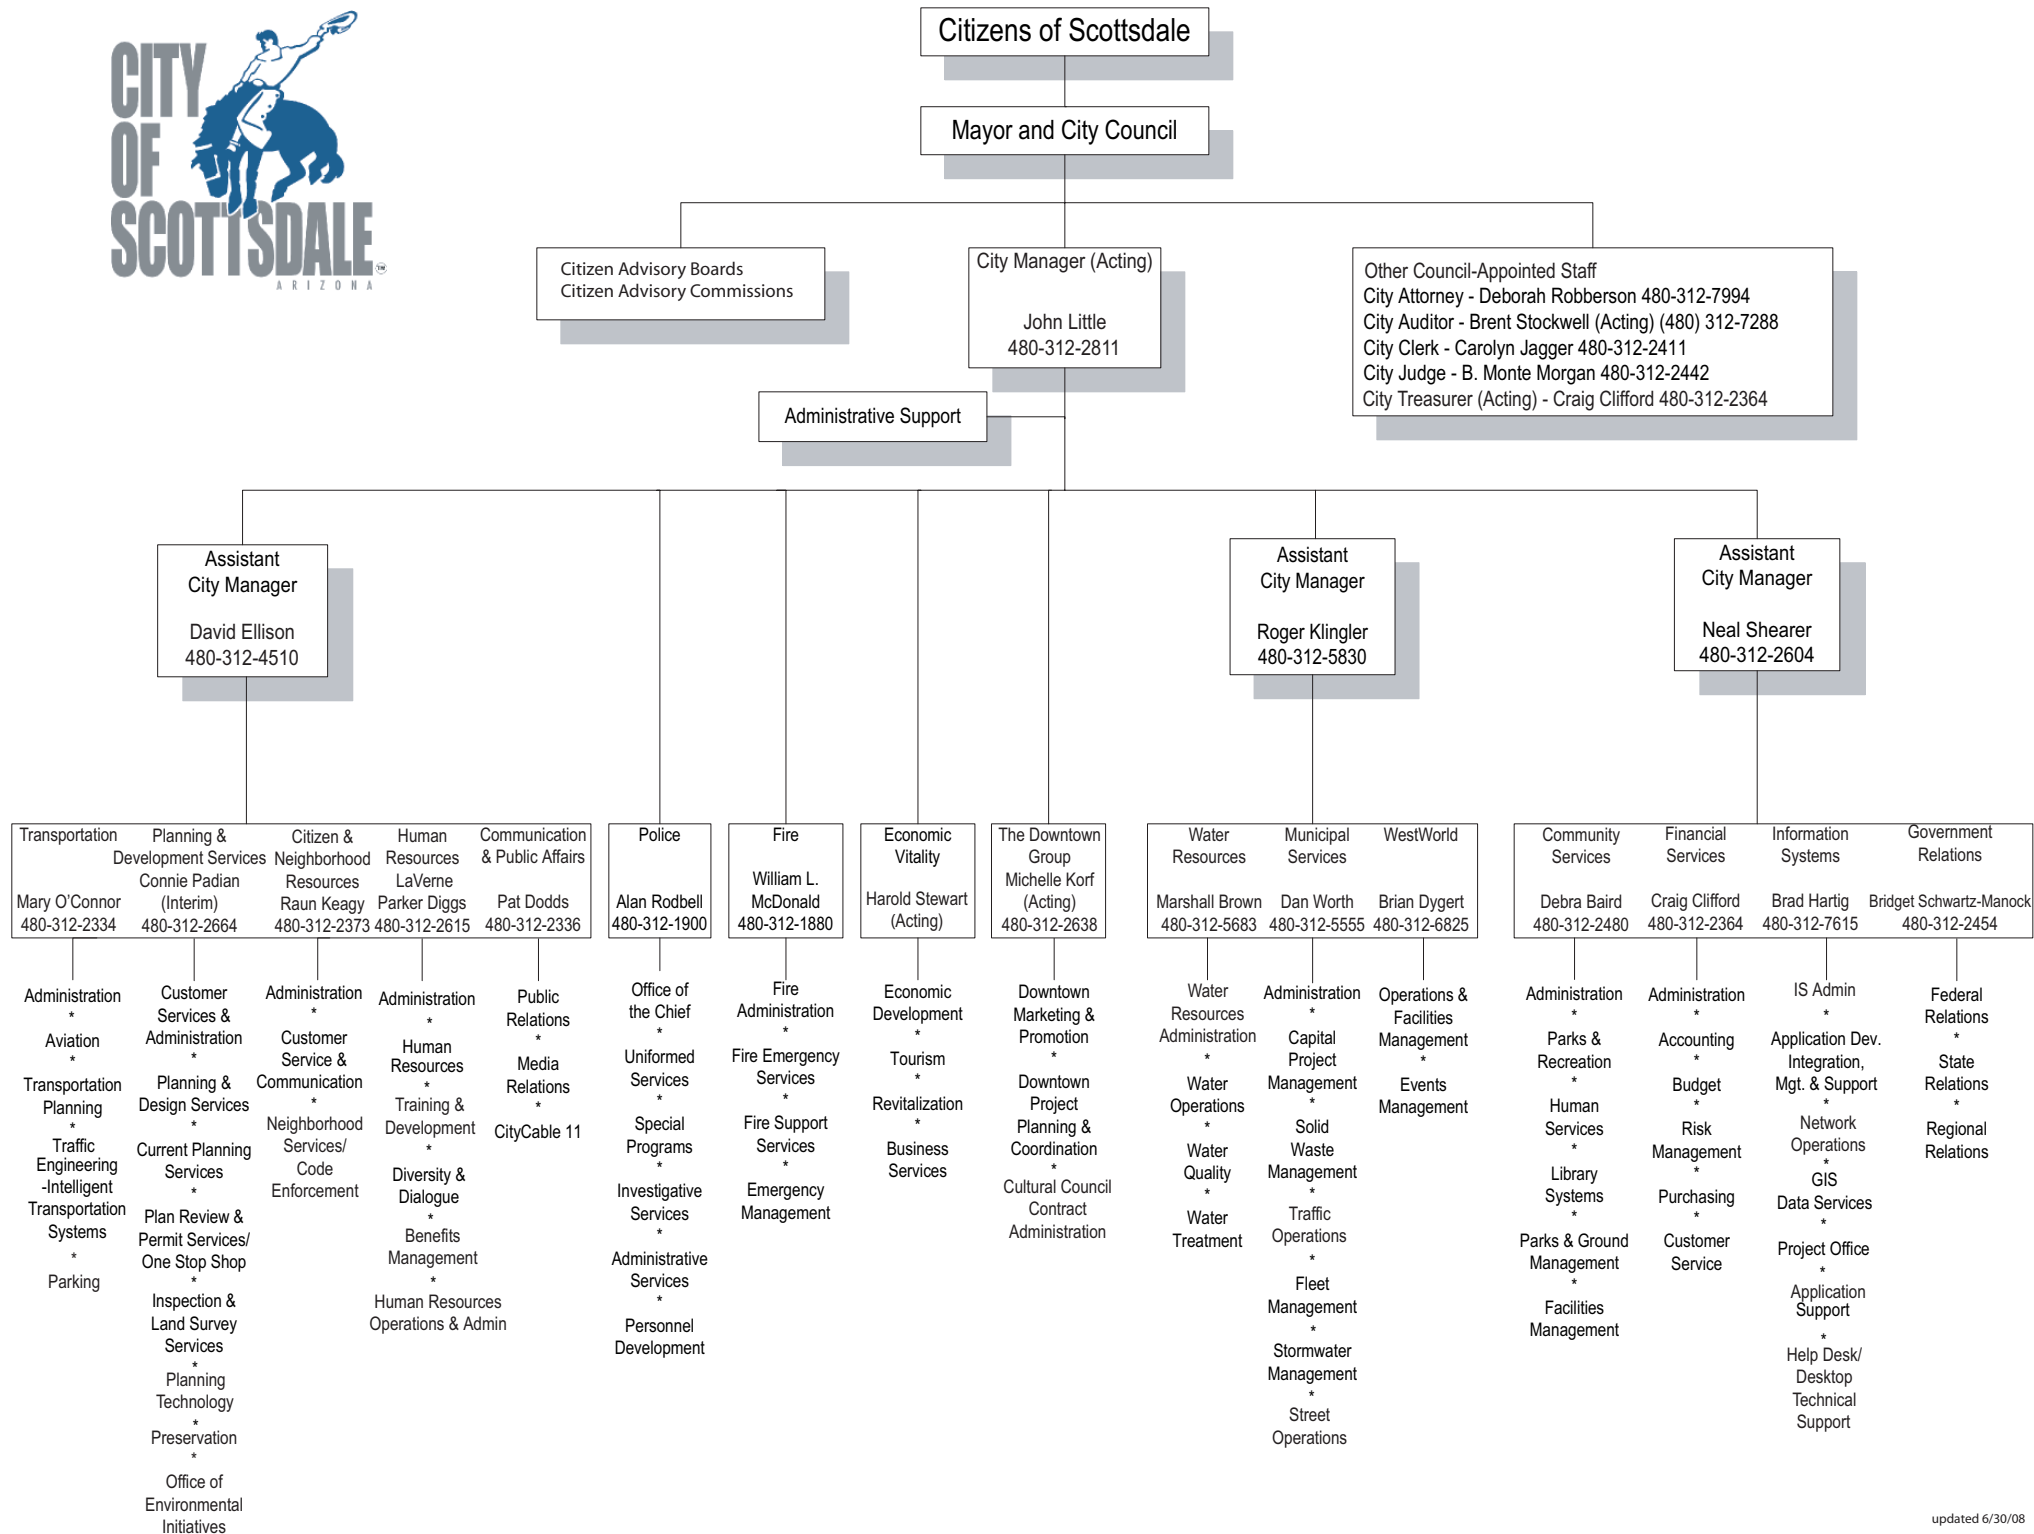 CITY
OF
SCOTTSDALE
TM
ARIZONA
Citizens of Scottsdale
Mayor and City Council
Citizen Advisory Boards
Citizen Advisory Commissions
City Manager (Acting)
John Little
480-312-2811
Other Council-Appointed Staff
City Attorney - Deborah Robberson 480-312-7994
City Auditor - Brent Stockwell (Acting) (480) 312-7288
City Clerk - Carolyn Jagger 480-312-2411
City Judge - B. Monte Morgan 480-312-2442
City Treasurer (Acting) - Craig Clifford 480-312-2364
Administrative Support
Assistant
City Manager
David Ellison
480-312-4510
Assistant
City Manager
Roger Klingler
480-312-5830
Assistant
City Manager
Neal Shearer
480-312-2604
Transportation
Mary O'Connor
480-312-2334
Planning &
Development Services
Connie Padian
(Interim)
480-312-2664
Citizen &
Neighborhood
Resources
Raun Keagy
480-312-2373
Human
Resources
LaVerne
Parker Diggs
480-312-2615
Communication
& Public Affairs
Pat Dodds
480-312-2336
Police
Alan Rodbell
480-312-1900
Fire
William L.
McDonald
480-312-1880
Economic
Vitality
Harold Stewart
(Acting)
The Downtown
Group
Michelle Korf
(Acting)
480-312-2638
Water
Resources
Marshall Brown
480-312-5683
Municipal
Services
Dan Worth
480-312-5555
WestWorld
Brian Dygert
480-312-6825
Community
Services
Debra Baird
480-312-2480
Financial
Services
Craig Clifford
480-312-2364
Information
Systems
Brad Hartig
480-312-7615
Government
Relations
Bridget Schwartz-Manock
480-312-2454
Administration
*
Aviation
*
Transportation
Planning
*
Traffic
Engineering
-Intelligent
Transportation
Systems
*
Parking
Customer
Services &
Administration
*
Planning &
Design Services
*
Current Planning
Services
*
Plan Review &
Permit Services/
One Stop Shop
*
Inspection &
Land Survey
Services
*
Planning
Technology
*
Preservation
*
Office of
Environmental
Initiatives
Administration
*
Customer
Service &
Communication
*
Neighborhood
Services/
Code
Enforcement
Administration
*
Human
Resources
*
Training &
Development
*
Diversity &
Dialogue
*
Benefits
Management
*
Human Resources
Operations & Admin
Public
Relations
*
Media
Relations
*
CityCable 11
Office of
the Chief
*
Uniformed
Services
*
Special
Programs
*
Investigative
Services
*
Administrative
Services
*
Personnel
Development
Fire
Administration
*
Fire Emergency
Services
*
Fire Support
Services
*
Emergency
Management
Economic
Development
*
Tourism
*
Revitalization
*
Business
Services
Downtown
Marketing &
Promotion
*
Downtown
Project
Planning &
Coordination
*
Cultural Council
Contract
Administration
Water
Resources
Administration
*
Water
Operations
*
Water
Quality
*
Water
Treatment
Administration
*
Capital
Project
Management
*
Solid
Waste
Management
*
Traffic
Operations
*
Fleet
Management
*
Stormwater
Management
*
Street
Operations
Operations &
Facilities
Management
*
Events
Management
Administration
*
Parks &
Recreation
*
Human
Services
*
Library
Systems
*
Parks & Ground
Management
*
Facilities
Management
Administration
*
Accounting
*
Budget
*
Risk
Management
*
Purchasing
*
Customer
Service
IS Admin
*
Application Dev.
Integration,
Mgt. & Support
*
Network
Operations
*
GIS
Data Services
*
Project Office
*
Application
Support
*
Help Desk/
Desktop
Technical
Support
Federal
Relations
*
State
Relations
*
Regional
Relations
updated 6/30/08